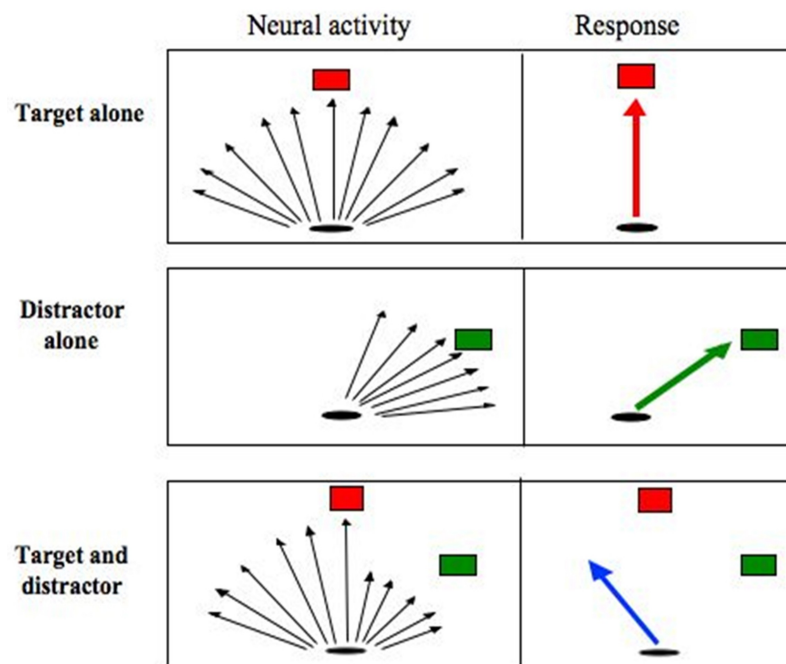 Neural activity
Response
Target alone
Distractor
alone
Target and
distractor